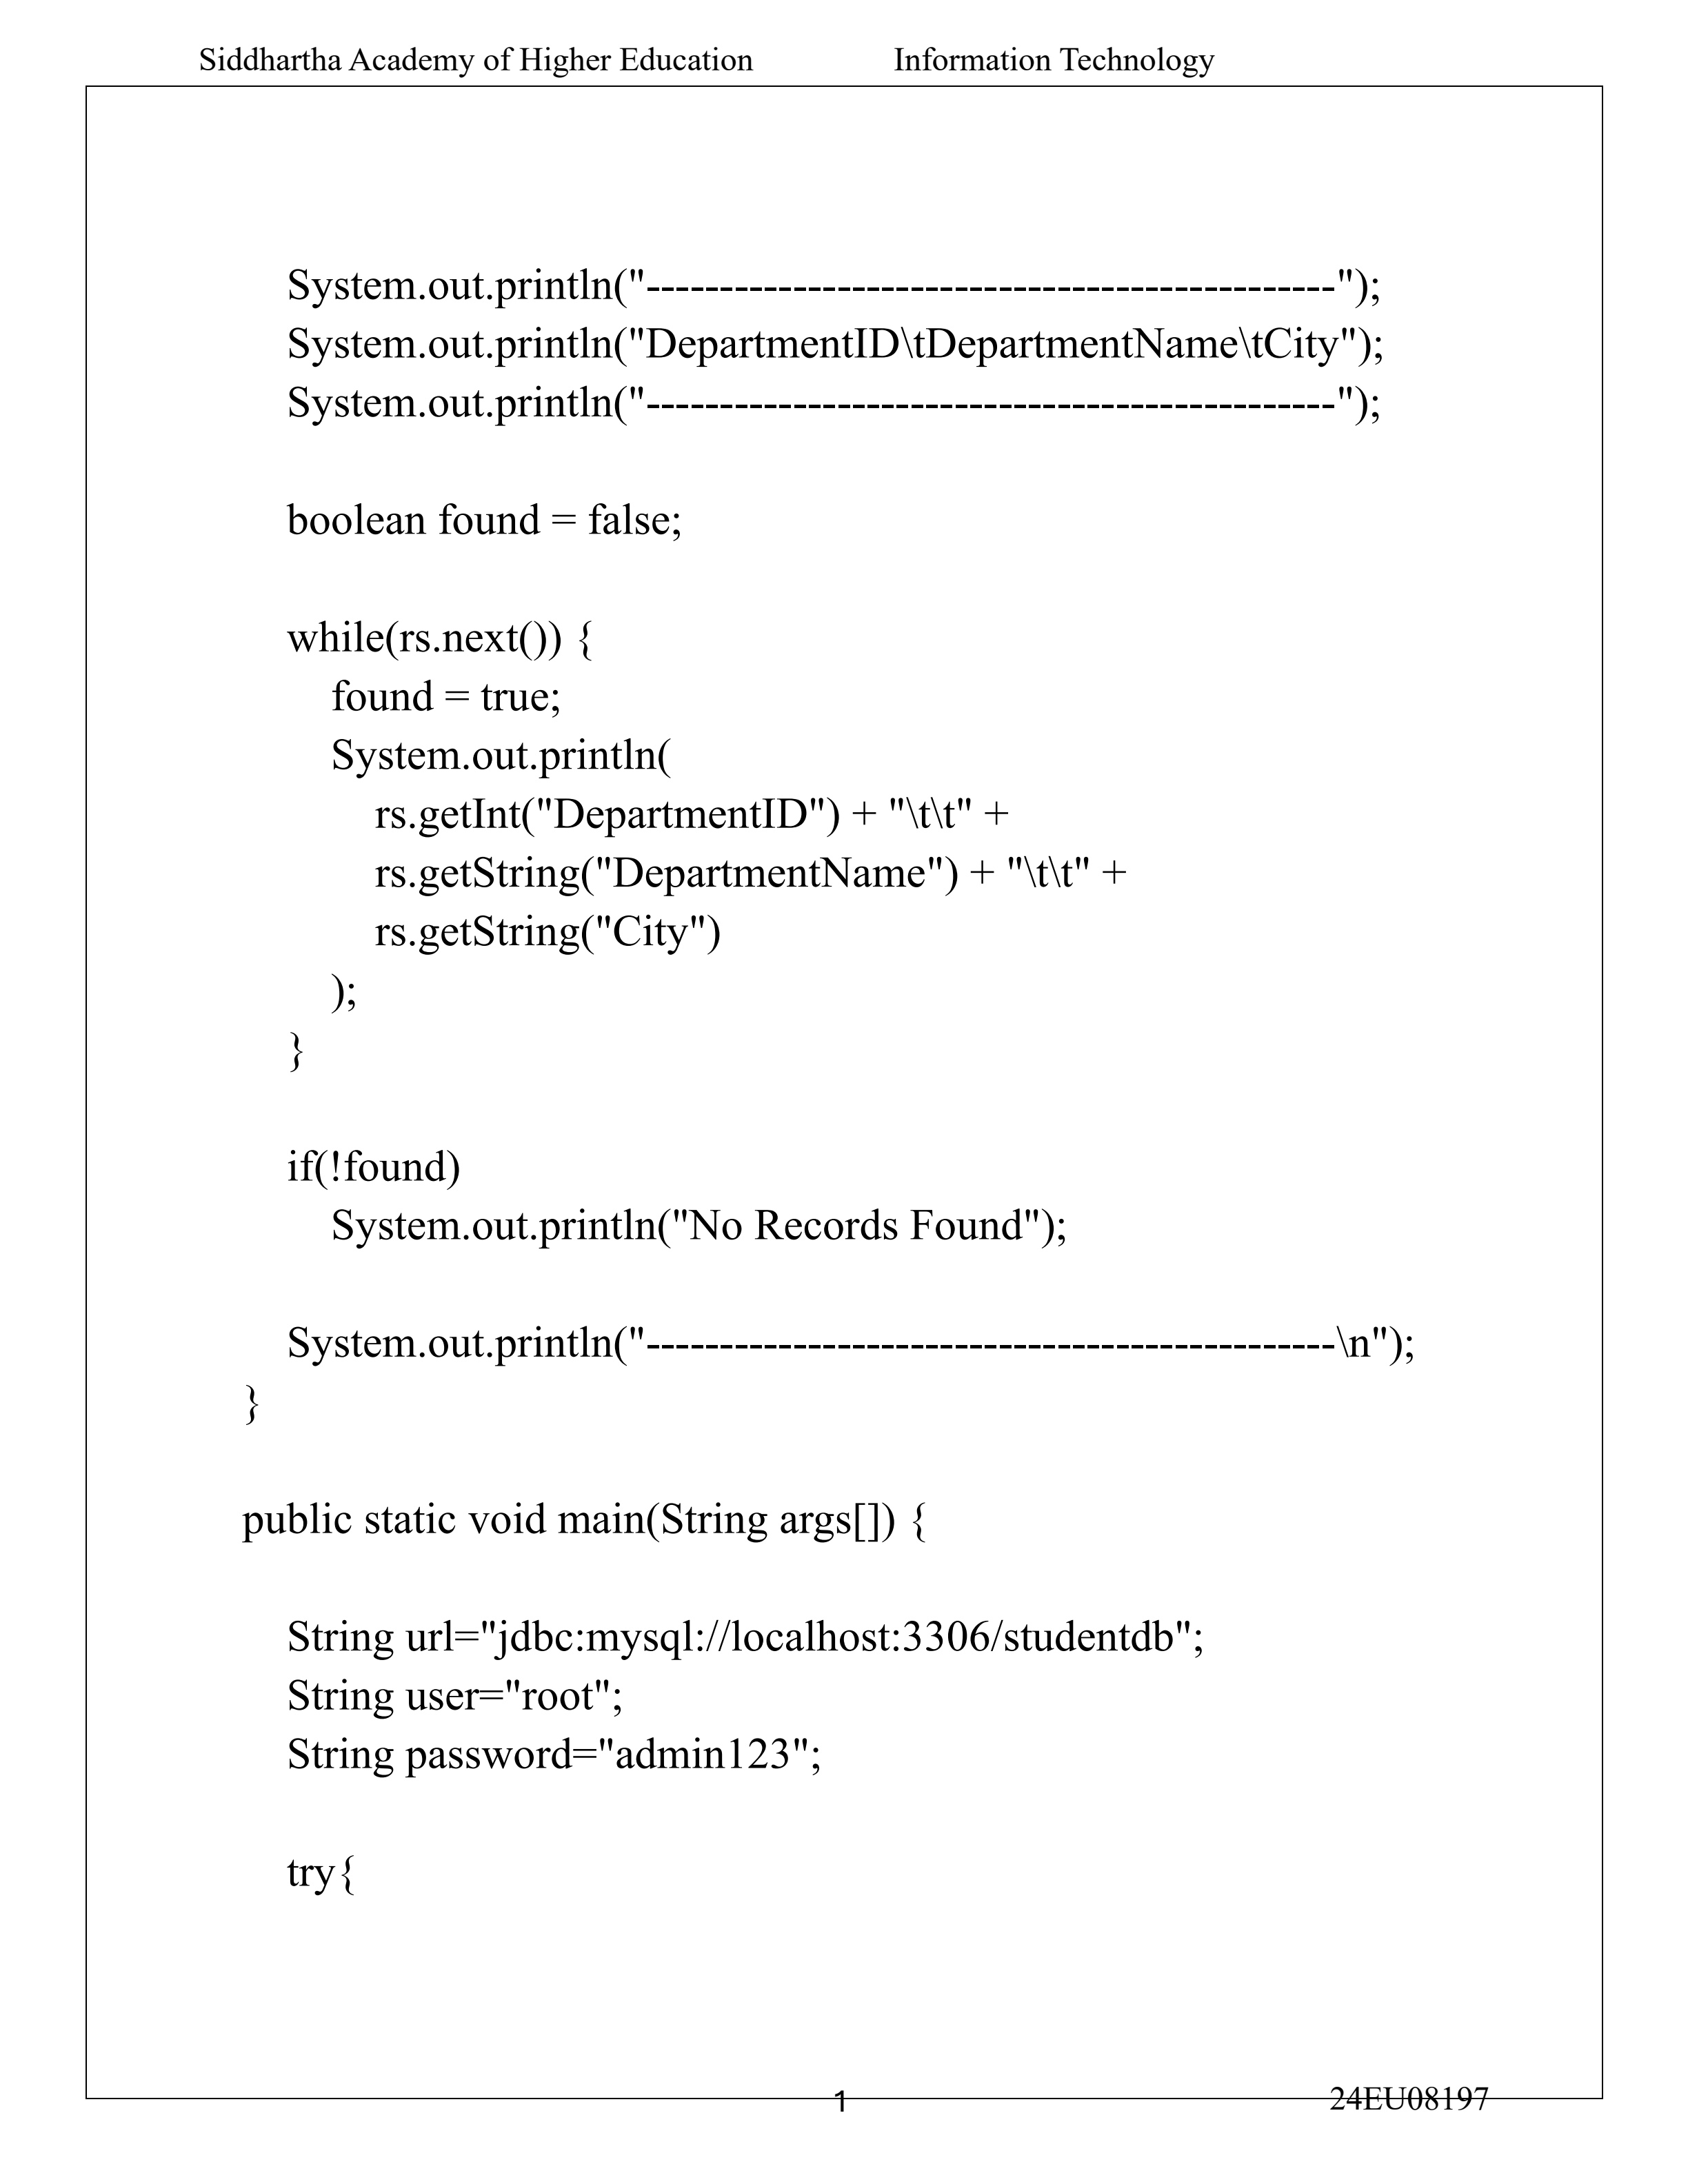 Siddhartha Academy of Higher Education Information Technology
System.out.println("-----------------------------------------------");
System.out.println("DepartmentID\tDepartmentName\tCity");
System.out.println("-----------------------------------------------");
boolean found = false;
while(rs.next()) {
found = true;
System.out.println(
rs.getInt("DepartmentID") + "\t\t" +
rs.getString("DepartmentName") + "\t\t" +
rs.getString("City")
);
}
if(!found)
System.out.println("No Records Found");
System.out.println("-----------------------------------------------\n");
}
public static void main(String args[]) {
String url="jdbc:mysql://localhost:3306/studentdb";
String user="root";
String password="admin123";
try{
1 24EU08197